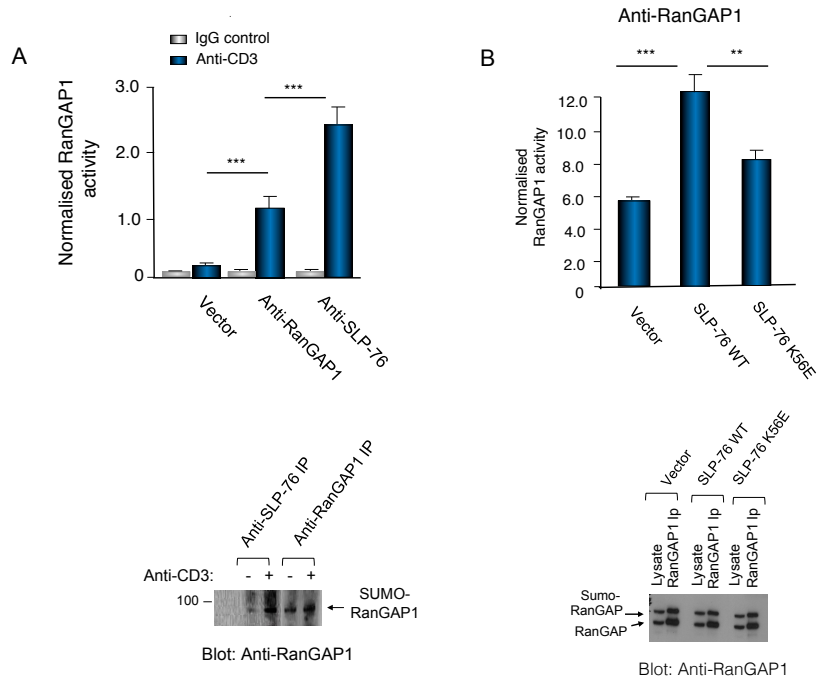 A
IgG control
Anti-CD3
Normalised RanGAP1
activity
3.0
2.0
1.0
0
***
***
Vector
Anti-RanGAP1
Anti-SLP-76
Anti-SLP-76 IP
Anti-RanGAP1 IP
Anti-CD3: - + - +
100
SUMO-
RanGAP1
Blot: Anti-RanGAP1
B
Anti-RanGAP1
*** **
Normalised
RanGAP1 activity
12.0
10.0
8.0
6.0
4.0
2.0
0
Vector
SLP-76 WT
SLP-76 K56E
Vector
SLP-76 WT
SLP-76 K56E
Lysate
RanGAP1 Ip
Lysate
RanGAP1 Ip
Lysate
RanGAP1 Ip
Sumo-
RanGAP
RanGAP
Blot: Anti-RanGAP1